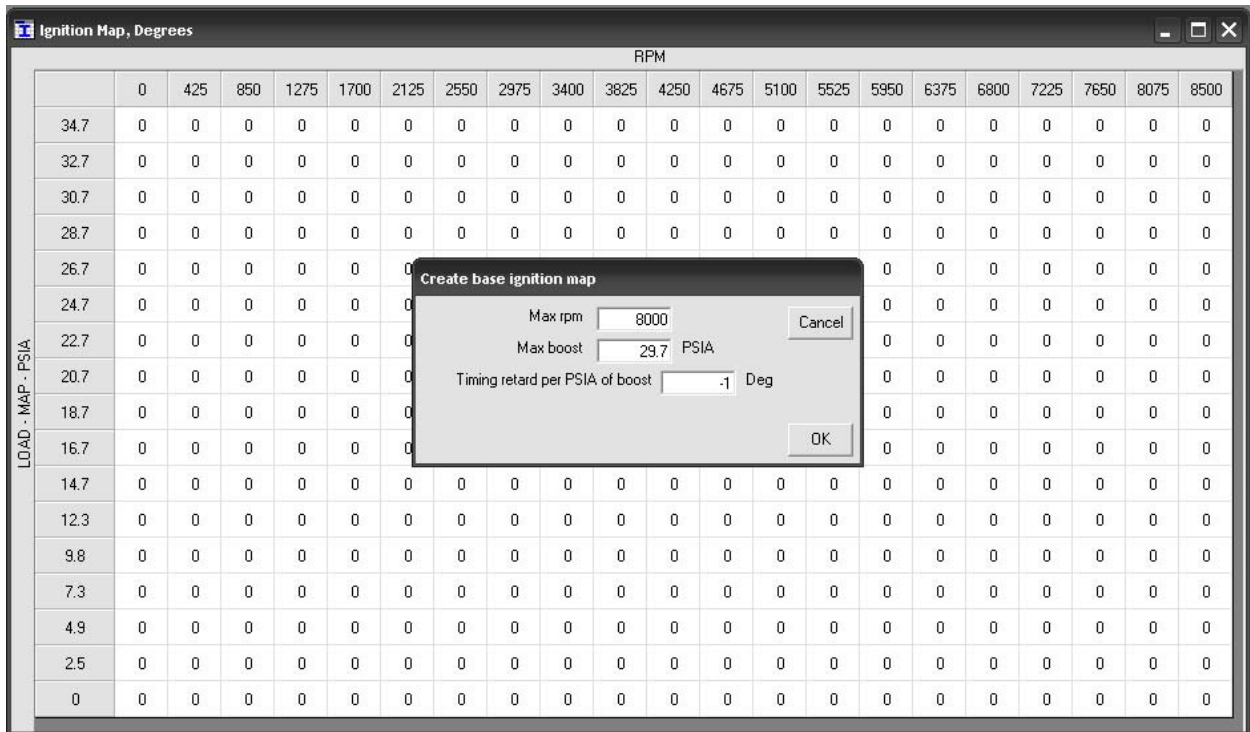 Ignition Map, Degrees
RPM
0 425 850 1275 1700 2125 2550 2975 3400 3825 4250 4675 5100 5525 5950 6375 6800 7225 7650 8075 8500
LOAD - MAP - PSIA
34.7 0 0 0 0 0 0 0 0 0 0 0 0 0 0 0 0 0 0 0 0 0
32.7 0 0 0 0 0 0 0 0 0 0 0 0 0 0 0 0 0 0 0 0 0
30.7 0 0 0 0 0 0 0 0 0 0 0 0 0 0 0 0 0 0 0 0 0
28.7 0 0 0 0 0 0 0 0 0 0 0 0 0 0 0 0 0 0 0 0 0
26.7 0 0 0 0 0 0 0 0 0 0 0 0 0
24.7 0 0 0 0 0 0 0 0 0 0 0 0 0
22.7 0 0 0 0 0 0 0 0 0 0 0 0 0
20.7 0 0 0 0 0 0 0 0 0 0 0 0 0
18.7 0 0 0 0 0 0 0 0 0 0 0 0 0
16.7 0 0 0 0 0 0 0 0 0 0 0 0 0
14.7 0 0 0 0 0 0 0 0 0 0 0 0 0 0 0 0 0 0 0 0 0
12.3 0 0 0 0 0 0 0 0 0 0 0 0 0 0 0 0 0 0 0 0 0
9.8 0 0 0 0 0 0 0 0 0 0 0 0 0 0 0 0 0 0 0 0 0
7.3 0 0 0 0 0 0 0 0 0 0 0 0 0 0 0 0 0 0 0 0 0
4.9 0 0 0 0 0 0 0 0 0 0 0 0 0 0 0 0 0 0 0 0 0
2.5 0 0 0 0 0 0 0 0 0 0 0 0 0 0 0 0 0 0 0 0 0
0 0 0 0 0 0 0 0 0 0 0 0 0 0 0 0 0 0 0 0 0 0
Create base ignition map
Max rpm 8000
Cancel
Max boost 29.7 PSIA
Timing retard per PSIA of boost -1 Deg
OK